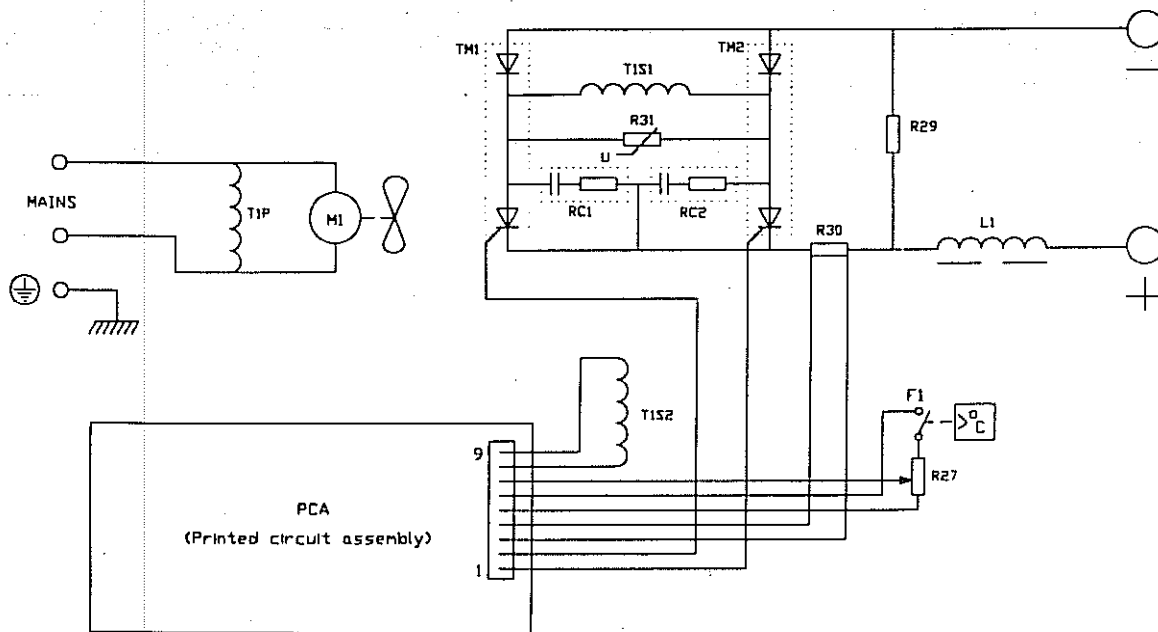 TM1
TM2
T1S1
R31
U
R29
MAINS
T1P
M1
RC1
RC2
R30
L1
T1S2
F1
>°C
R27
9
PCA
(Printed circuit assembly)
1